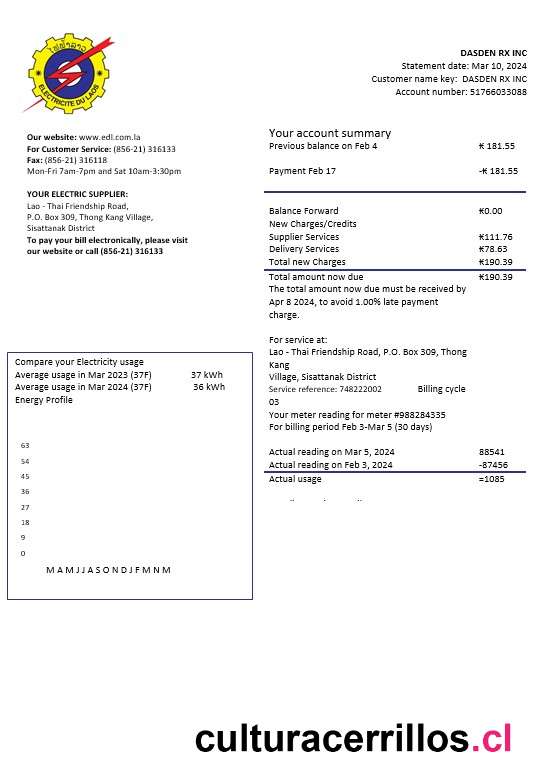 ໄຟຟ້າລາວ
ELECTRICITE DU LAOS
DASDEN RX INC
Statement date: Mar 10, 2024
Customer name key: DASDEN RX INC
Account number: 51766033088
Our website: www.edl.com.la
For Customer Service: (856-21) 316133
Fax: (856-21) 316118
Mon-Fri 7am-7pm and Sat 10am-3:30pm
YOUR ELECTRIC SUPPLIER:
Lao - Thai Friendship Road,
P.O. Box 309, Thong Kang Village,
Sisattanak District
To pay your bill electronically, please visit
our website or call (856-21) 316133
Your account summary
Previous balance on Feb 4 ₭ 181.55
Payment Feb 17 -₭ 181.55
Balance Forward ₭0.00
New Charges/Credits
Supplier Services ₭111.76
Delivery Services ₭78.63
Total new Charges ₭190.39
Total amount now due ₭190.39
The total amount now due must be received by
Apr 8 2024, to avoid 1.00% late payment
charge.
For service at:
Lao - Thai Friendship Road, P.O. Box 309, Thong
Kang
Village, Sisattanak District
Service reference: 748222002 Billing cycle
03
Your meter reading for meter #988284335
For billing period Feb 3-Mar 5 (30 days)
Actual reading on Mar 5, 2024 88541
Actual reading on Feb 3, 2024 -87456
Actual usage =1085
Compare your Electricity usage
Average usage in Mar 2023 (37F) 37 kWh
Average usage in Mar 2024 (37F) 36 kWh
Energy Profile
63
54
45
36
27
18
9
0
M A M J J A S O N D J F M N M
culturacerrillos.cl